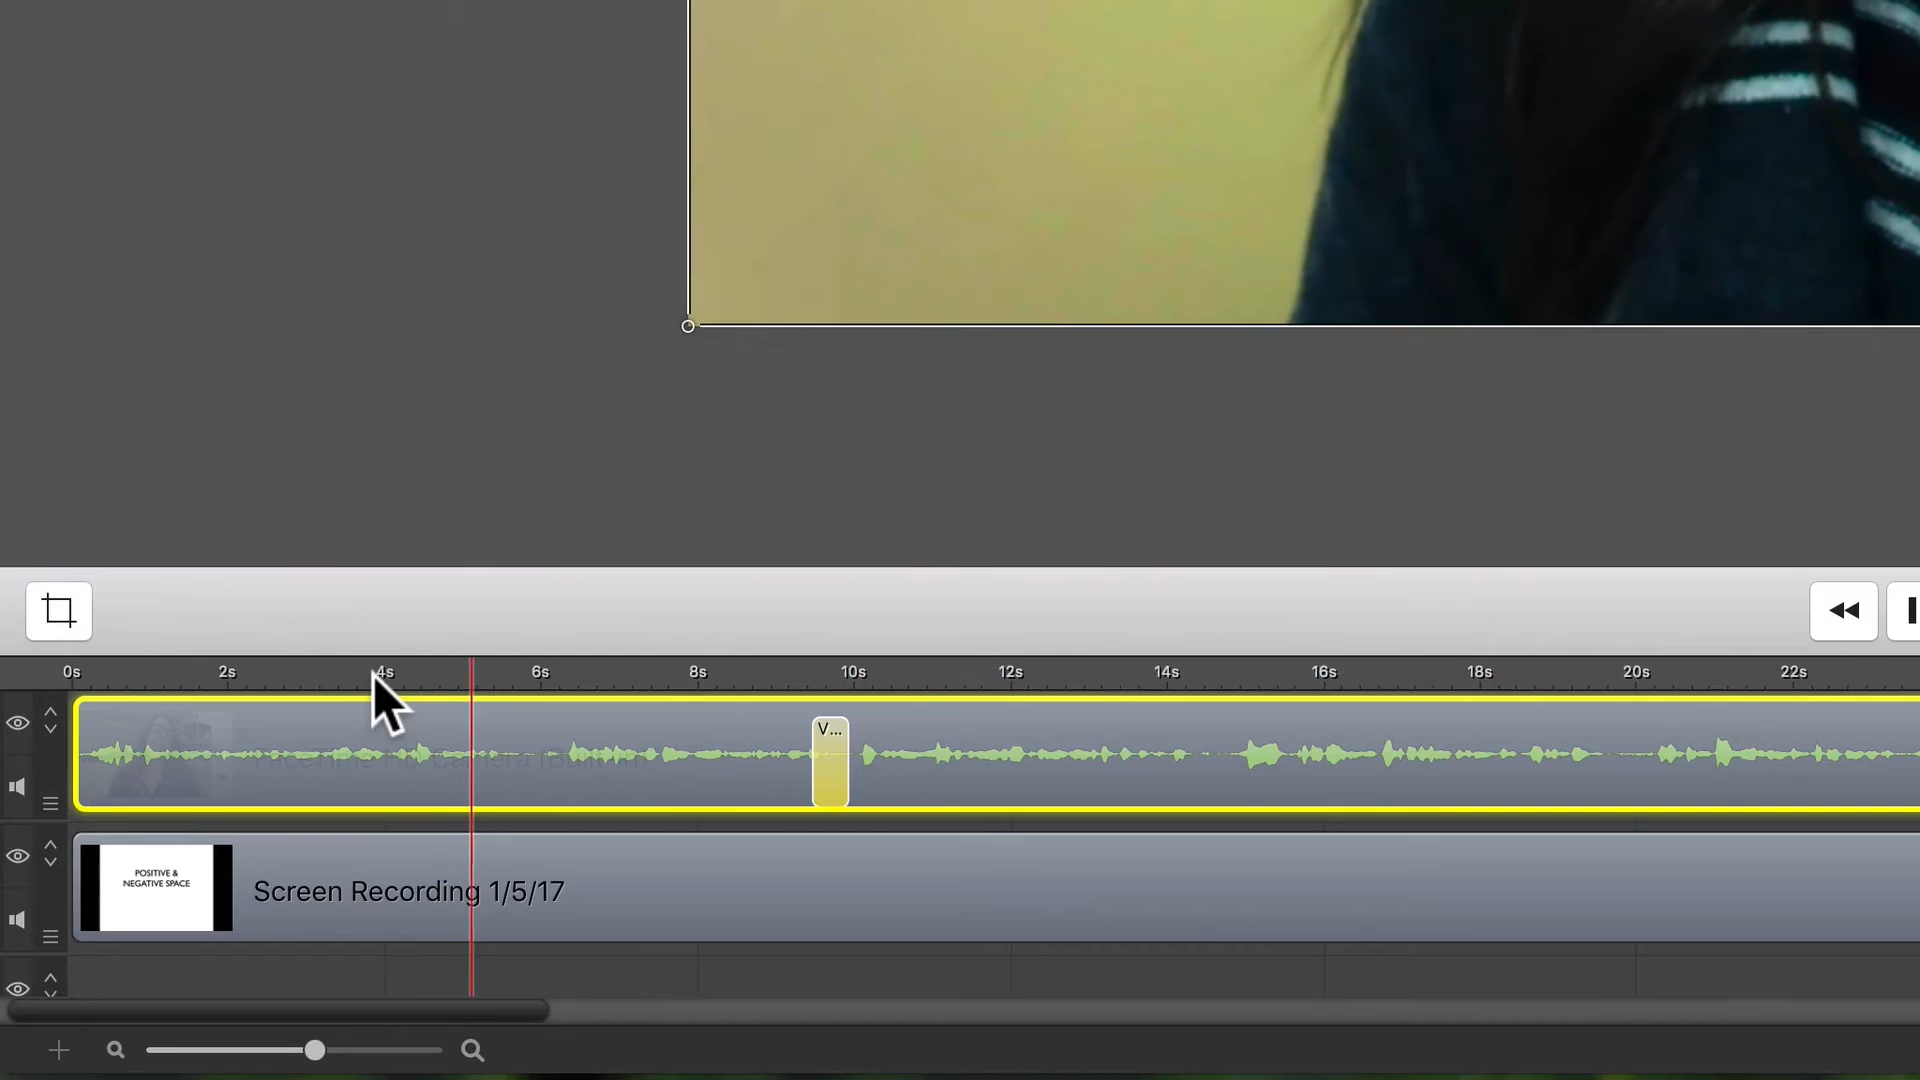 0s 2s 4s 6s 8s 10s 12s 14s 16s 18s 20s 22s
V...
POSITIVE &
NEGATIVE SPACE
Screen Recording 1/5/17